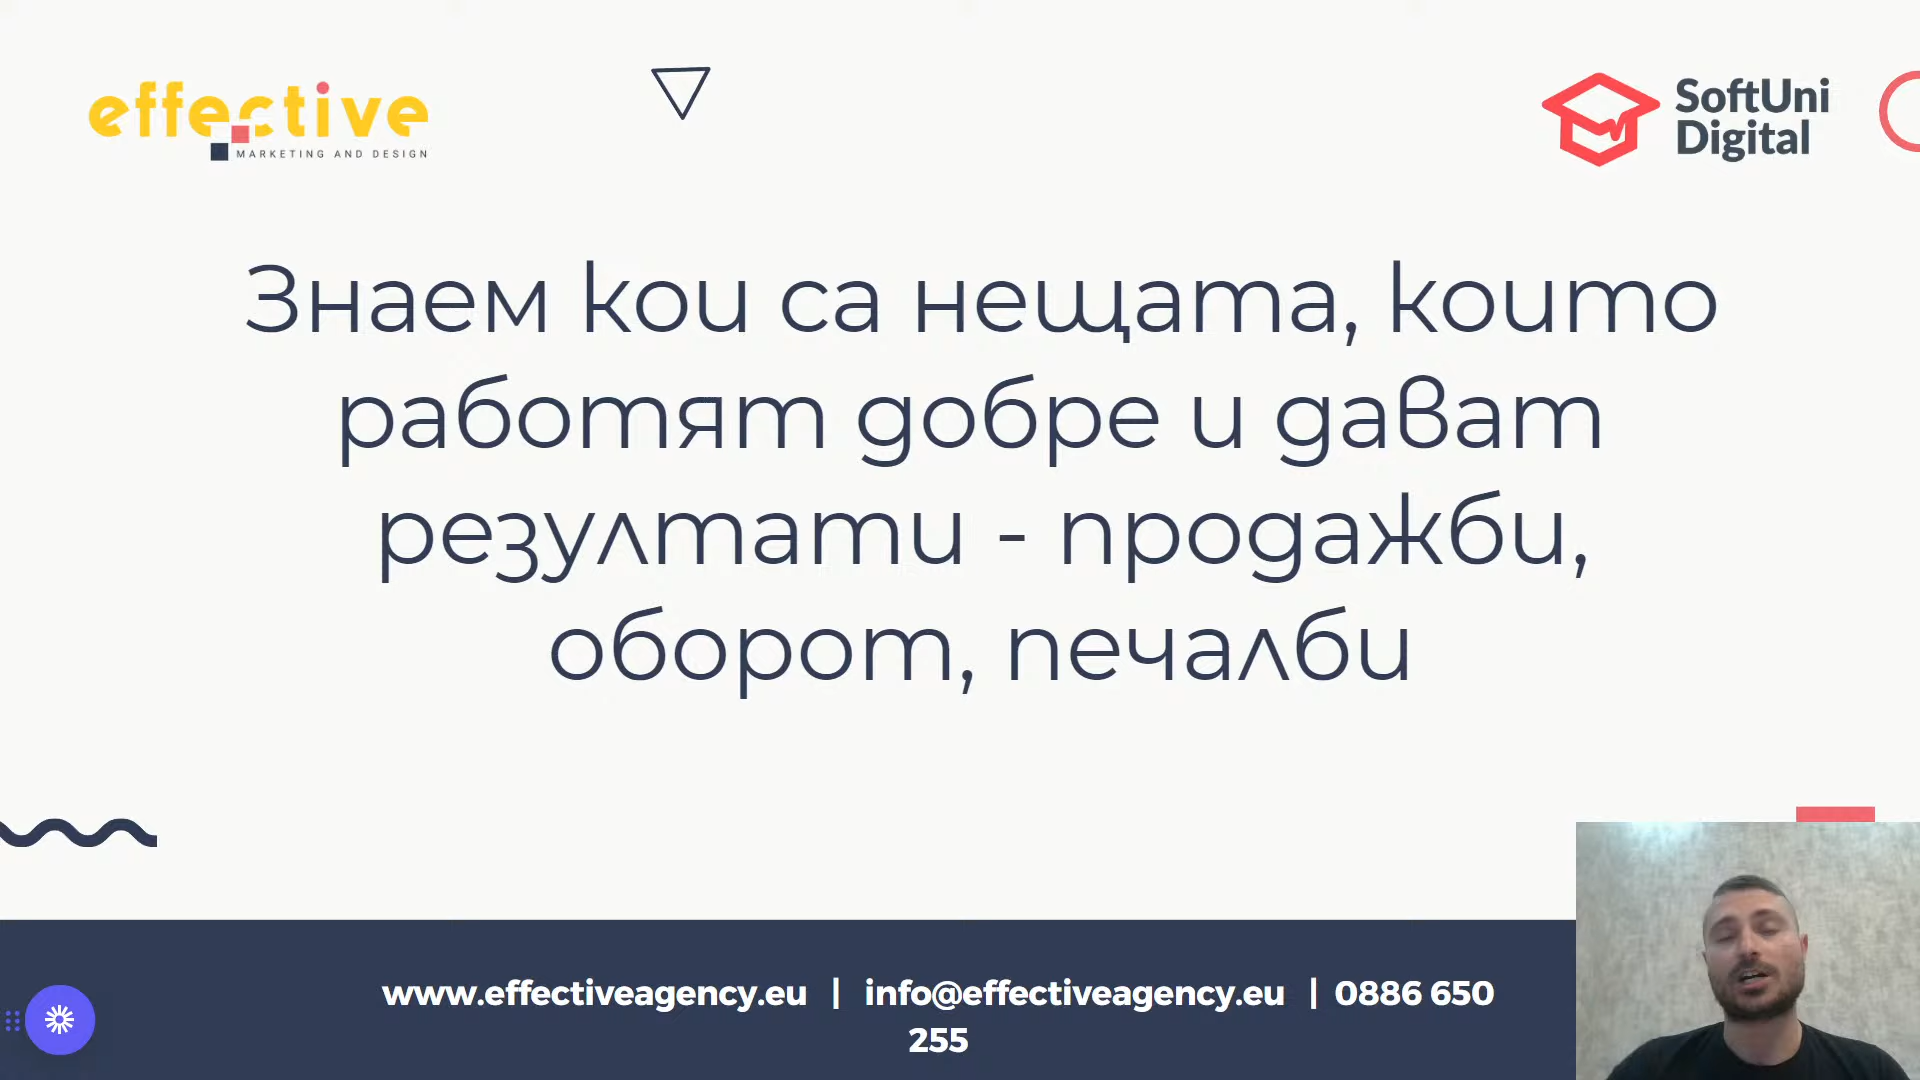 effective
MARKETING AND DESIGN
SoftUni
Digital
Знаем кои са нещата, които
работят добре и дават
резултати - продажби,
оборот, печалби
www.effectiveagency.eu | info@effectiveagency.eu | 0886 650
255